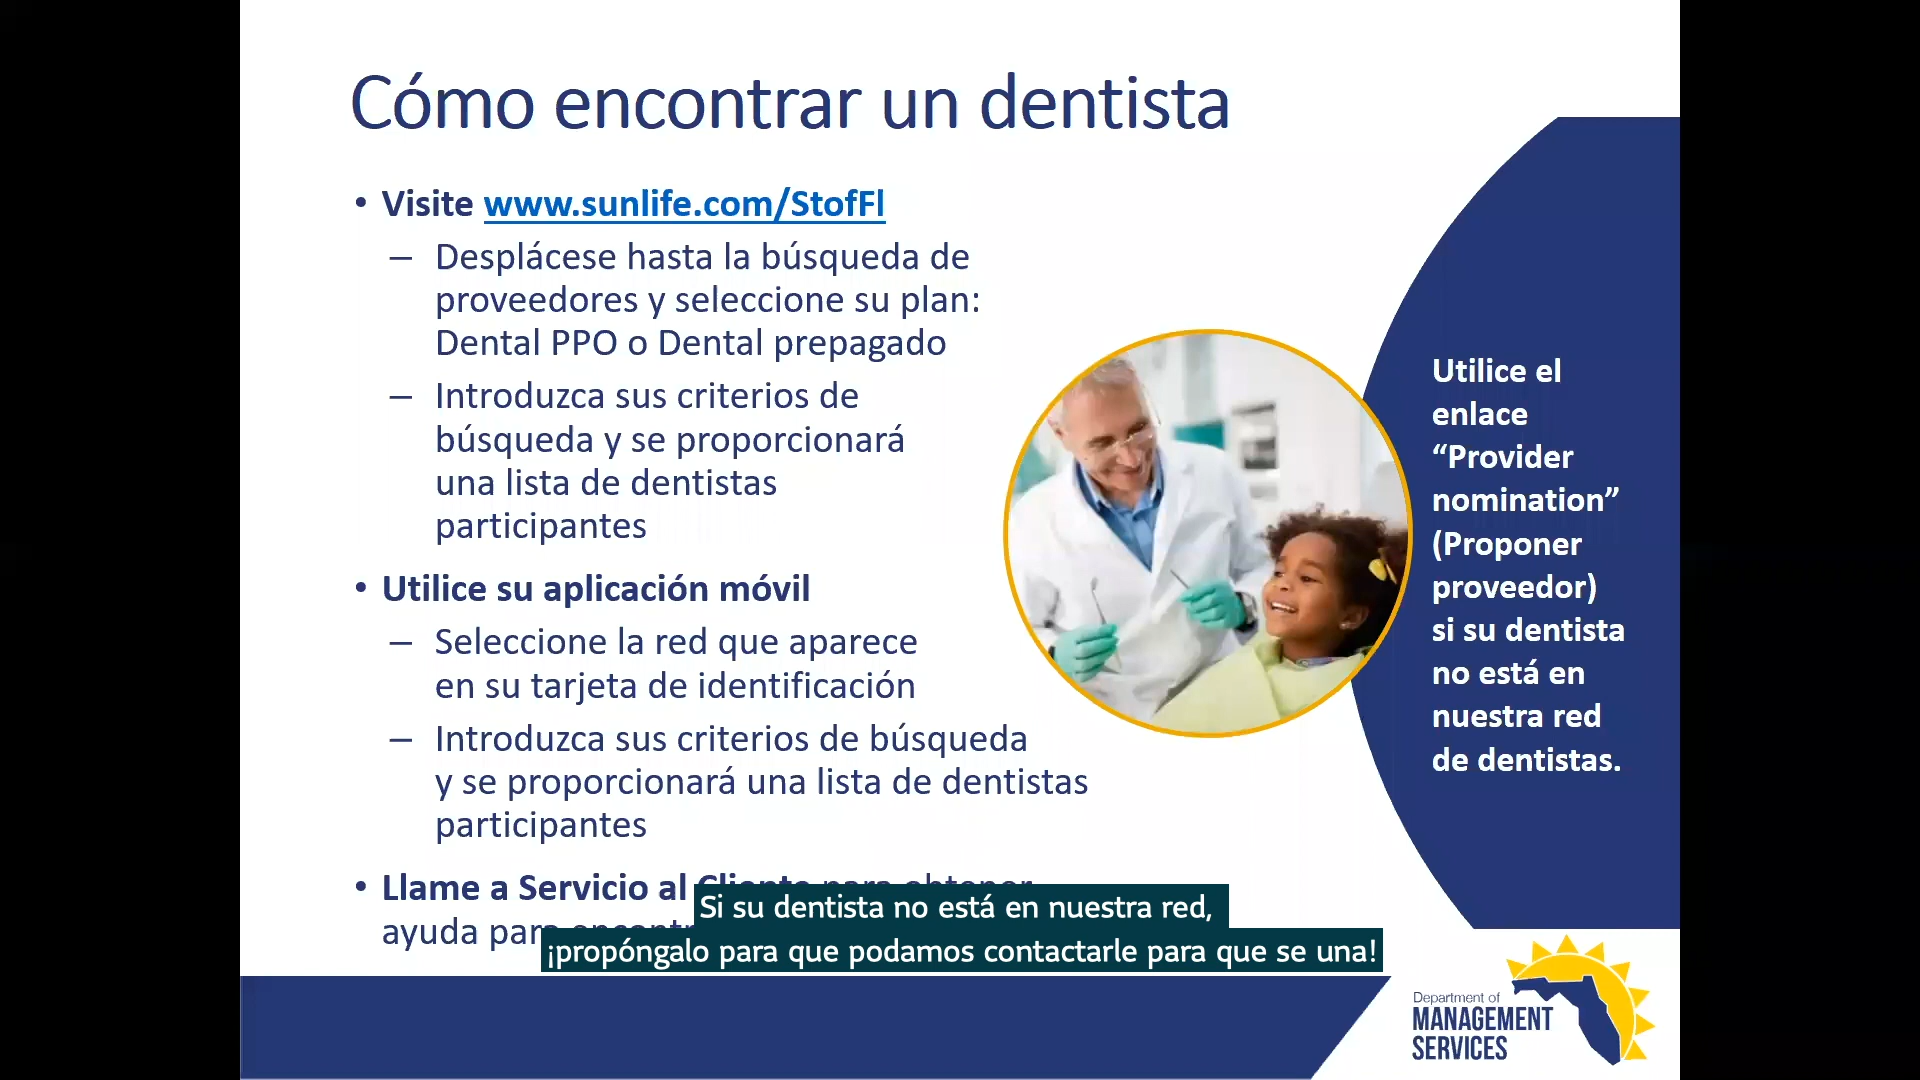 Cómo encontrar un dentista
• Visite www.sunlife.com/StofFl
– Desplácese hasta la búsqueda de
proveedores y seleccione su plan:
Dental PPO o Dental prepagado
– Introduzca sus criterios de
búsqueda y se proporcionará
una lista de dentistas
participantes
• Utilice su aplicación móvil
– Seleccione la red que aparece
en su tarjeta de identificación
– Introduzca sus criterios de búsqueda
y se proporcionará una lista de dentistas
participantes
• Llame a Servicio al Cliente para obtener
ayuda para
Utilice el
enlace
“Provider
nomination”
(Proponer
proveedor)
si su dentista
no está en
nuestra red
de dentistas.
Si su dentista no está en nuestra red,
¡propóngalo para que podamos contactarle para que se una!
Department of
MANAGEMENT
SERVICES